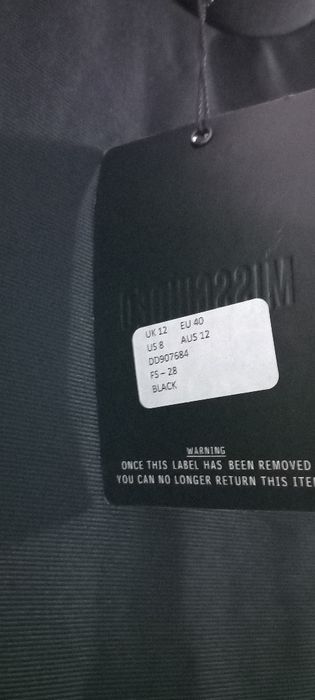 UK 12 EU 40
US 8 AUS 12
DD907684
FS – 28
BLACK
WARNING
ONCE THIS LABEL HAS BEEN REMOVED
YOU CAN NO LONGER RETURN THIS ITE